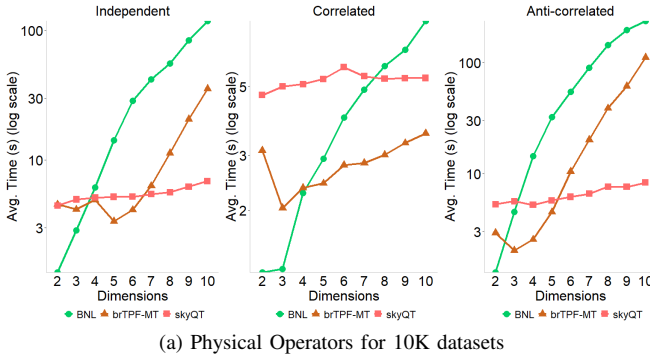 Independent
Correlated
Anti-correlated
Avg. Time (s) (log scale)
100
30
10
3
2 3 4 5 6 7 8 9 10
Dimensions
BNL brTPF-MT skyQT
Avg. Time (s) (log scale)
5
3
2
2 3 4 5 6 7 8 9 10
Dimensions
BNL brTPF-MT skyQT
Avg. Time (s) (log scale)
100
30
10
3
2 3 4 5 6 7 8 9 10
Dimensions
BNL brTPF-MT skyQT
(a) Physical Operators for 10K datasets